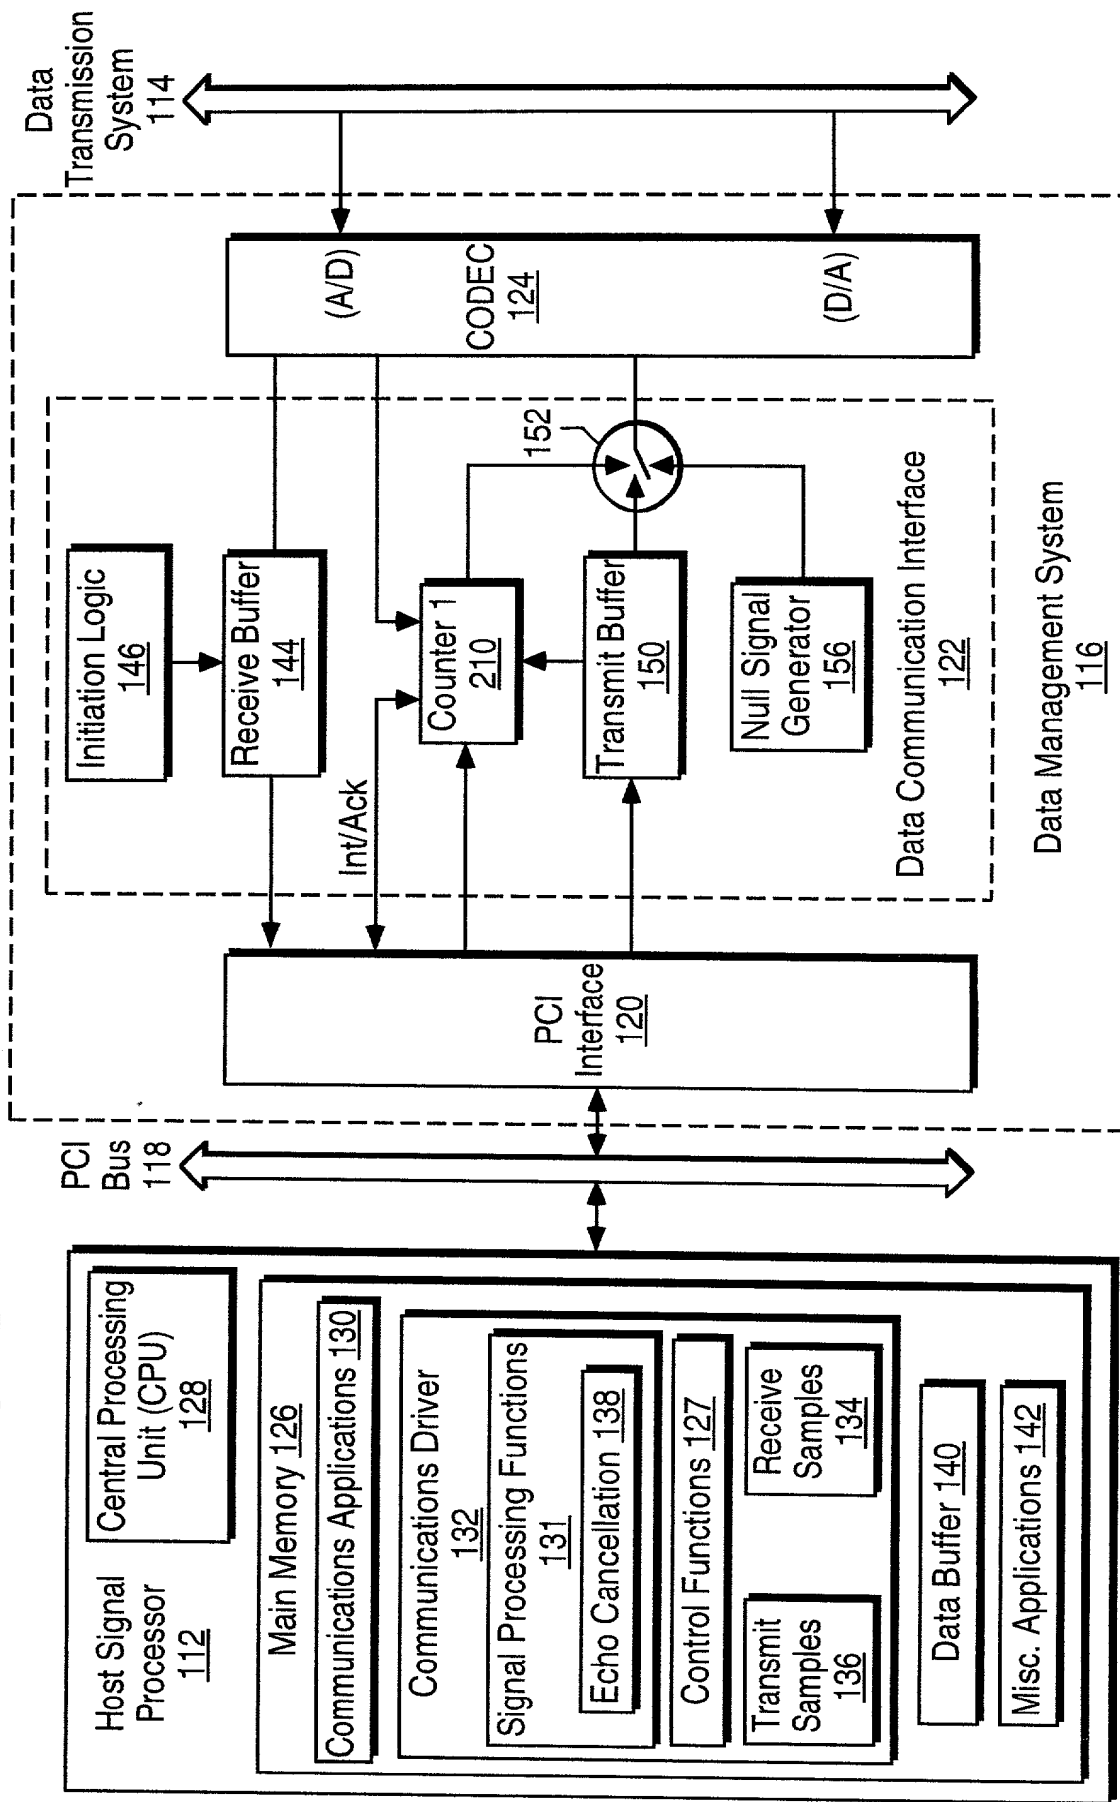 Host Signal
Processor
112
Central Processing
Unit (CPU)
128
Main Memory 126
Communications Applications 130
Communications Driver
132
Signal Processing Functions
131
Echo Cancellation 138
Control Functions 127
Transmit
Samples
136
Receive
Samples
134
Data Buffer 140
Misc. Applications 142
PCI
Bus
118
PCI
Interface
120
Initiation Logic
146
Receive Buffer
144
Int/Ack
Counter 1
210
Transmit Buffer
150
152
Null Signal
Generator
156
Data Communication Interface
122
Data Management System
116
(A/D)
CODEC
124
(D/A)
Data
Transmission
System
114